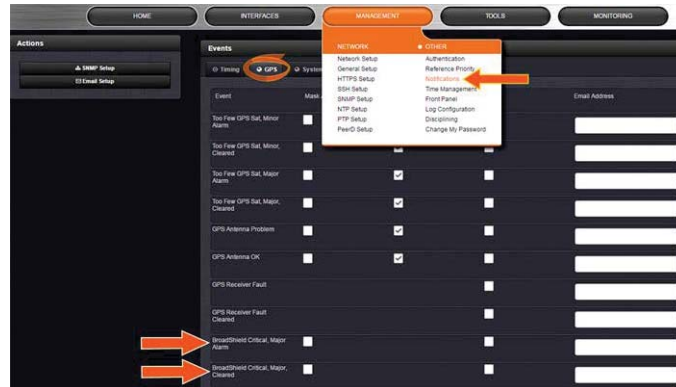 HOME
INTERFACES
MANAGEMENT
TOOLS
MONITORING
Actions
SNMP Setup
Email Setup
Events
Timing
GPS
System
NETWORK
Network Setup
General Setup
HTTPS Setup
SSH Setup
SNMP Setup
NTP Setup
PTP Setup
PeerD Setup
OTHER
Authentication
Reference Priority
Notifications
Time Management
Front Panel
Log Configuration
Disciplining
Change My Password
Event
Mask
Email Address
Too Few GPS Sat, Minor
Alarm
Too Few GPS Sat, Minor,
Cleared
Too Few GPS Sat, Major
Alarm
Too Few GPS Sat, Major,
Cleared
GPS Antenna Problem
GPS Antenna OK
GPS Receiver Fault
GPS Receiver Fault
Cleared
BroadShield Critical, Major
Alarm
BroadShield Critical, Major,
Cleared